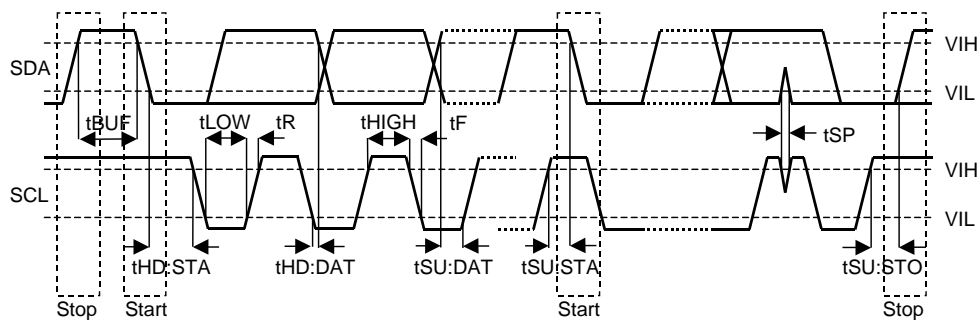 VIH
SDA
VIL
tBUF tLOW tR tHIGH tF
tSP
VIH
SCL
VIL
tHD:STA tHD:DAT tSU:DAT tSU:STA tSU:STO
Stop Start Start Stop